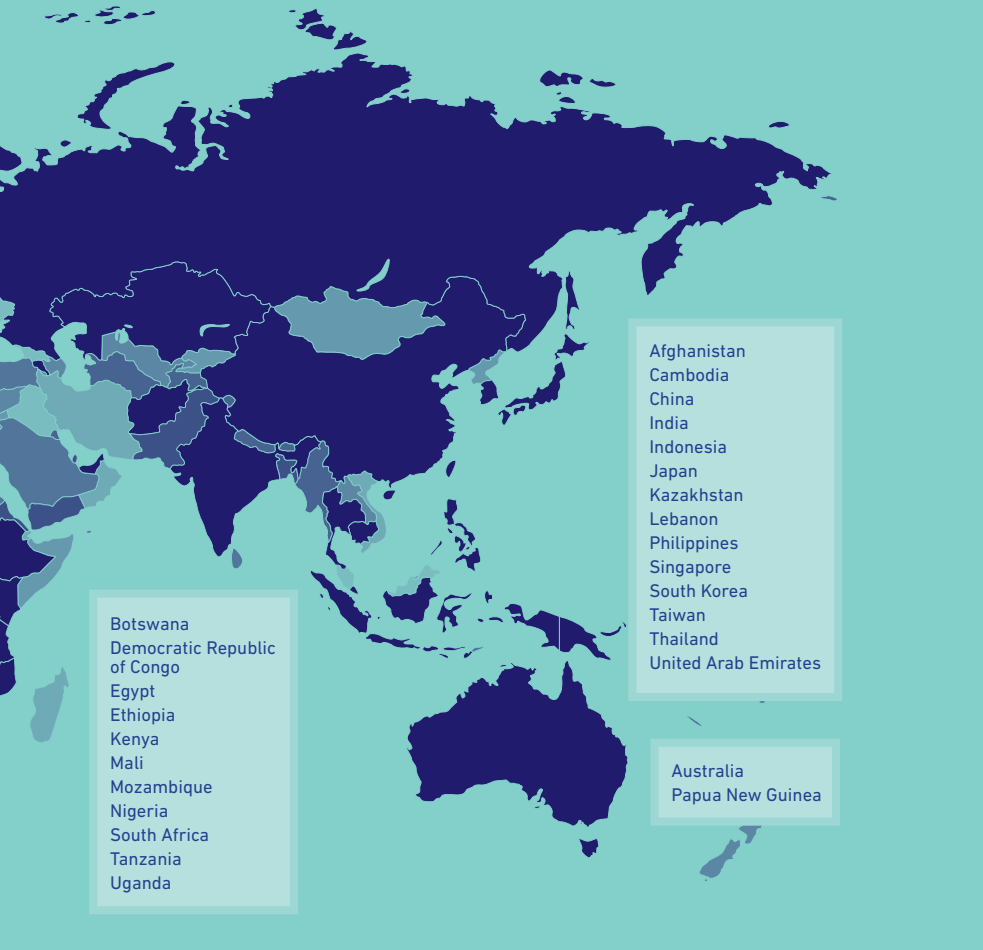 Afghanistan
Cambodia
China
India
Indonesia
Japan
Kazakhstan
Lebanon
Philippines
Singapore
South Korea
Taiwan
Thailand
United Arab Emirates
Botswana
Democratic Republic
of Congo
Egypt
Ethiopia
Kenya
Mali
Mozambique
Nigeria
South Africa
Tanzania
Uganda
Australia
Papua New Guinea